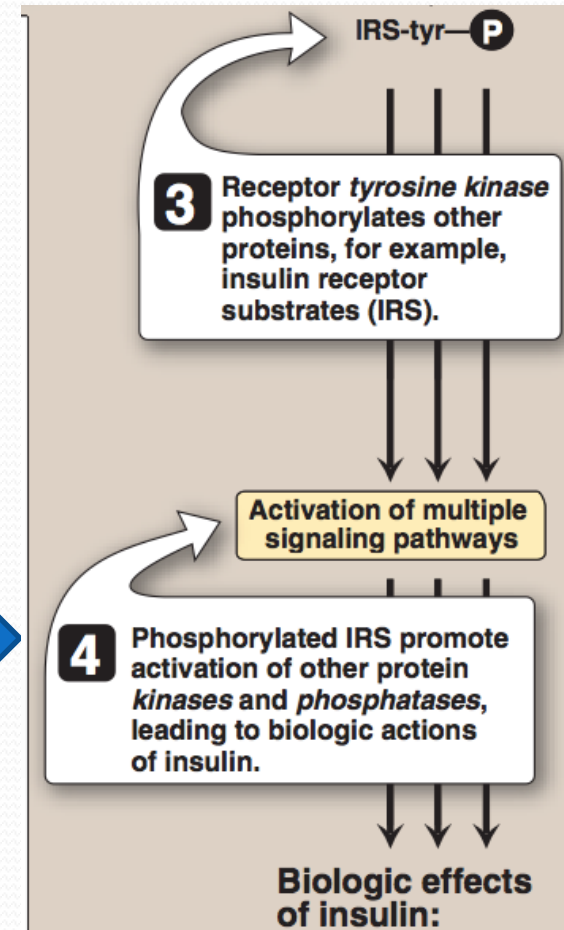 IRS-tyr—P
3 Receptor tyrosine kinase
phosphorylates other
proteins, for example,
insulin receptor
substrates (IRS).
Activation of multiple
signaling pathways
4 Phosphorylated IRS promote
activation of other protein
kinases and phosphatases,
leading to biologic actions
of insulin.
Biologic effects
of insulin: